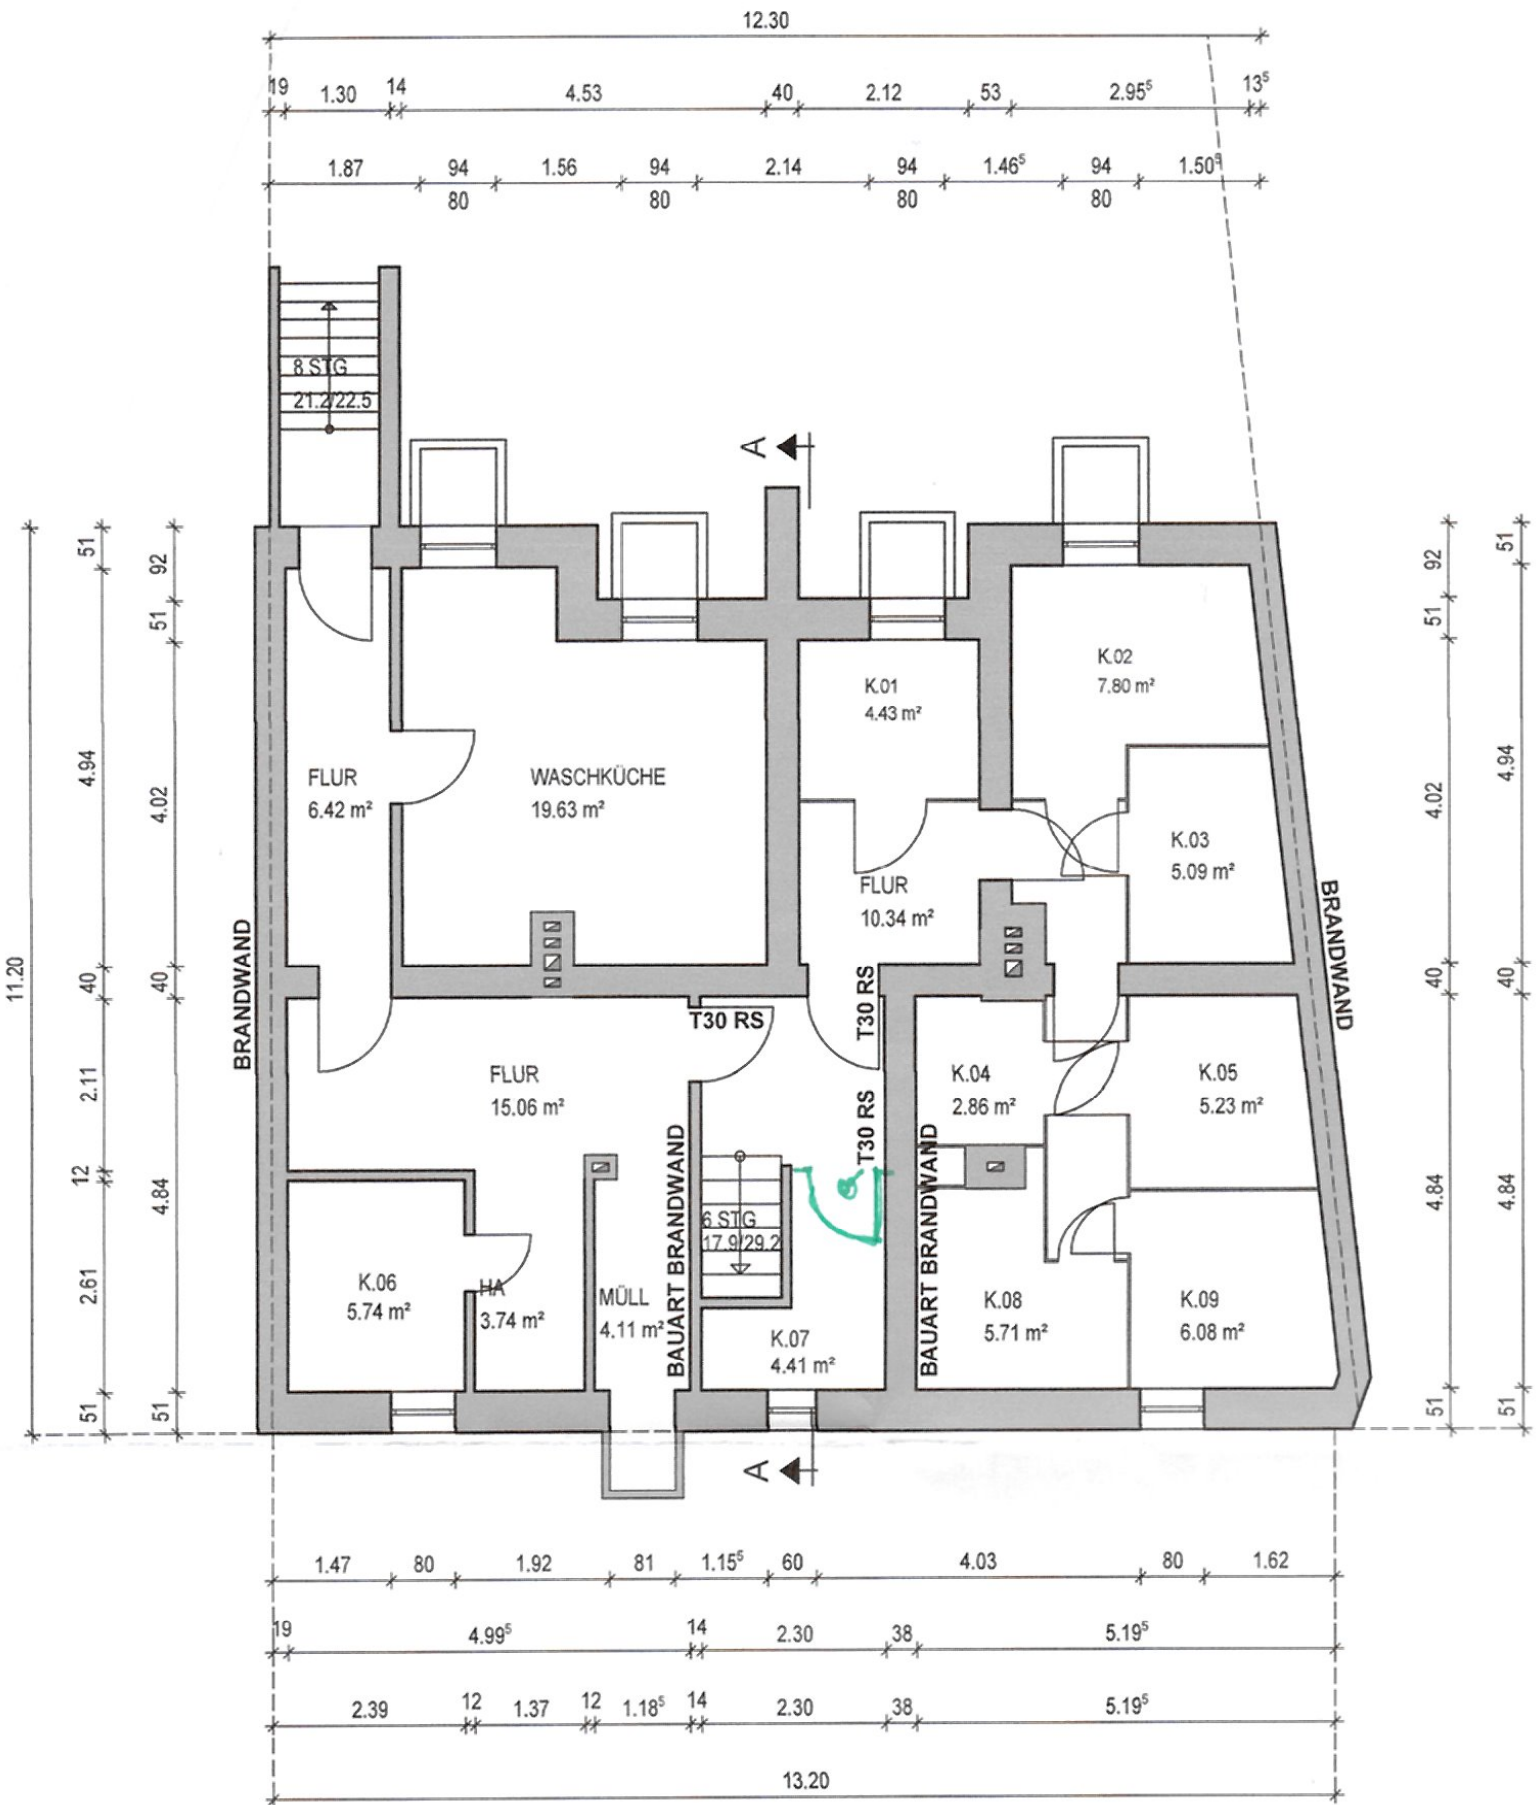 12.30
19 1.30 14 4.53 40 2.12 53 2.95⁵ 13⁵
1.87 94 1.56 94 2.14 94 1.46⁵ 94 1.50⁵
80 80 80 80
8 STG
21.2/22.5
A
51
92
51
4.94
4.02
11.20
40
40
2.11
12
4.84
2.61
51
51
BRANDWAND
FLUR
6.42 m²
WASCHKÜCHE
19.63 m²
K.01
4.43 m²
K.02
7.80 m²
K.03
5.09 m²
FLUR
10.34 m²
BRANDWAND
T30 RS
T30 RS
T30 RS
FLUR
15.06 m²
K.04
2.86 m²
K.05
5.23 m²
BAUART BRANDWAND
BAUART BRANDWAND
6 STG
17.9/29.2
K.06
5.74 m²
HA
3.74 m²
MÜLL
4.11 m²
K.07
4.41 m²
K.08
5.71 m²
K.09
6.08 m²
92
51
51
4.02
4.94
40
40
4.84
4.84
51
51
A
1.47 80 1.92 81 1.15⁵ 60 4.03 80 1.62
19 4.99⁵ 14 2.30 38 5.19⁵
2.39 12 1.37 12 1.18⁵ 14 2.30 38 5.19⁵
13.20